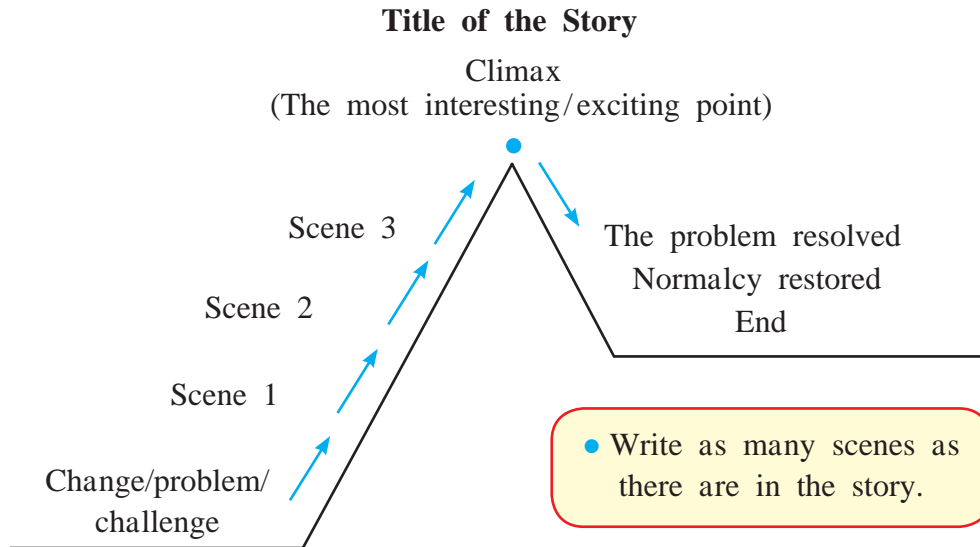 Title of the Story
Climax
(The most interesting/exciting point)
Scene 3
The problem resolved
Normalcy restored
End
Scene 2
Scene 1
Change/problem/
challenge
• Write as many scenes as
there are in the story.